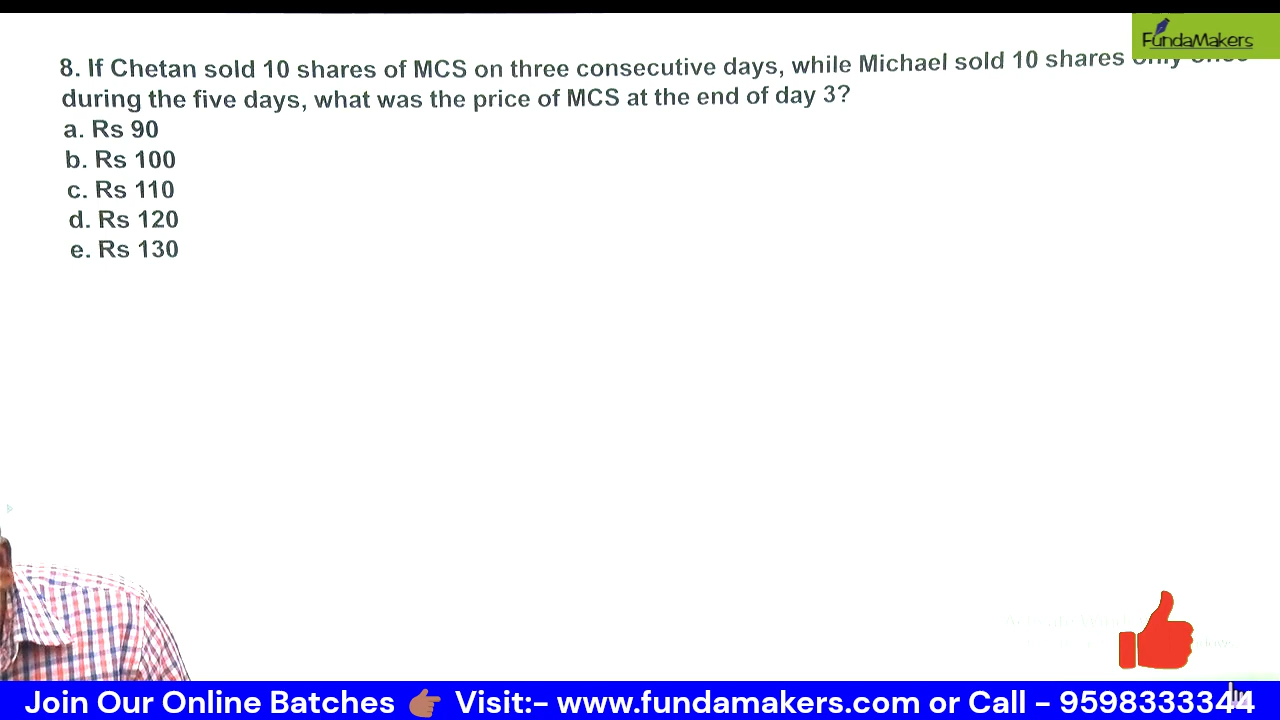 FundaMakers
8. If Chetan sold 10 shares of MCS on three consecutive days, while Michael sold 10 shares only once
during the five days, what was the price of MCS at the end of day 3?
a. Rs 90
b. Rs 100
c. Rs 110
d. Rs 120
e. Rs 130
Join Our Online Batches Visit:- www.fundamakers.com or Call - 9598333344